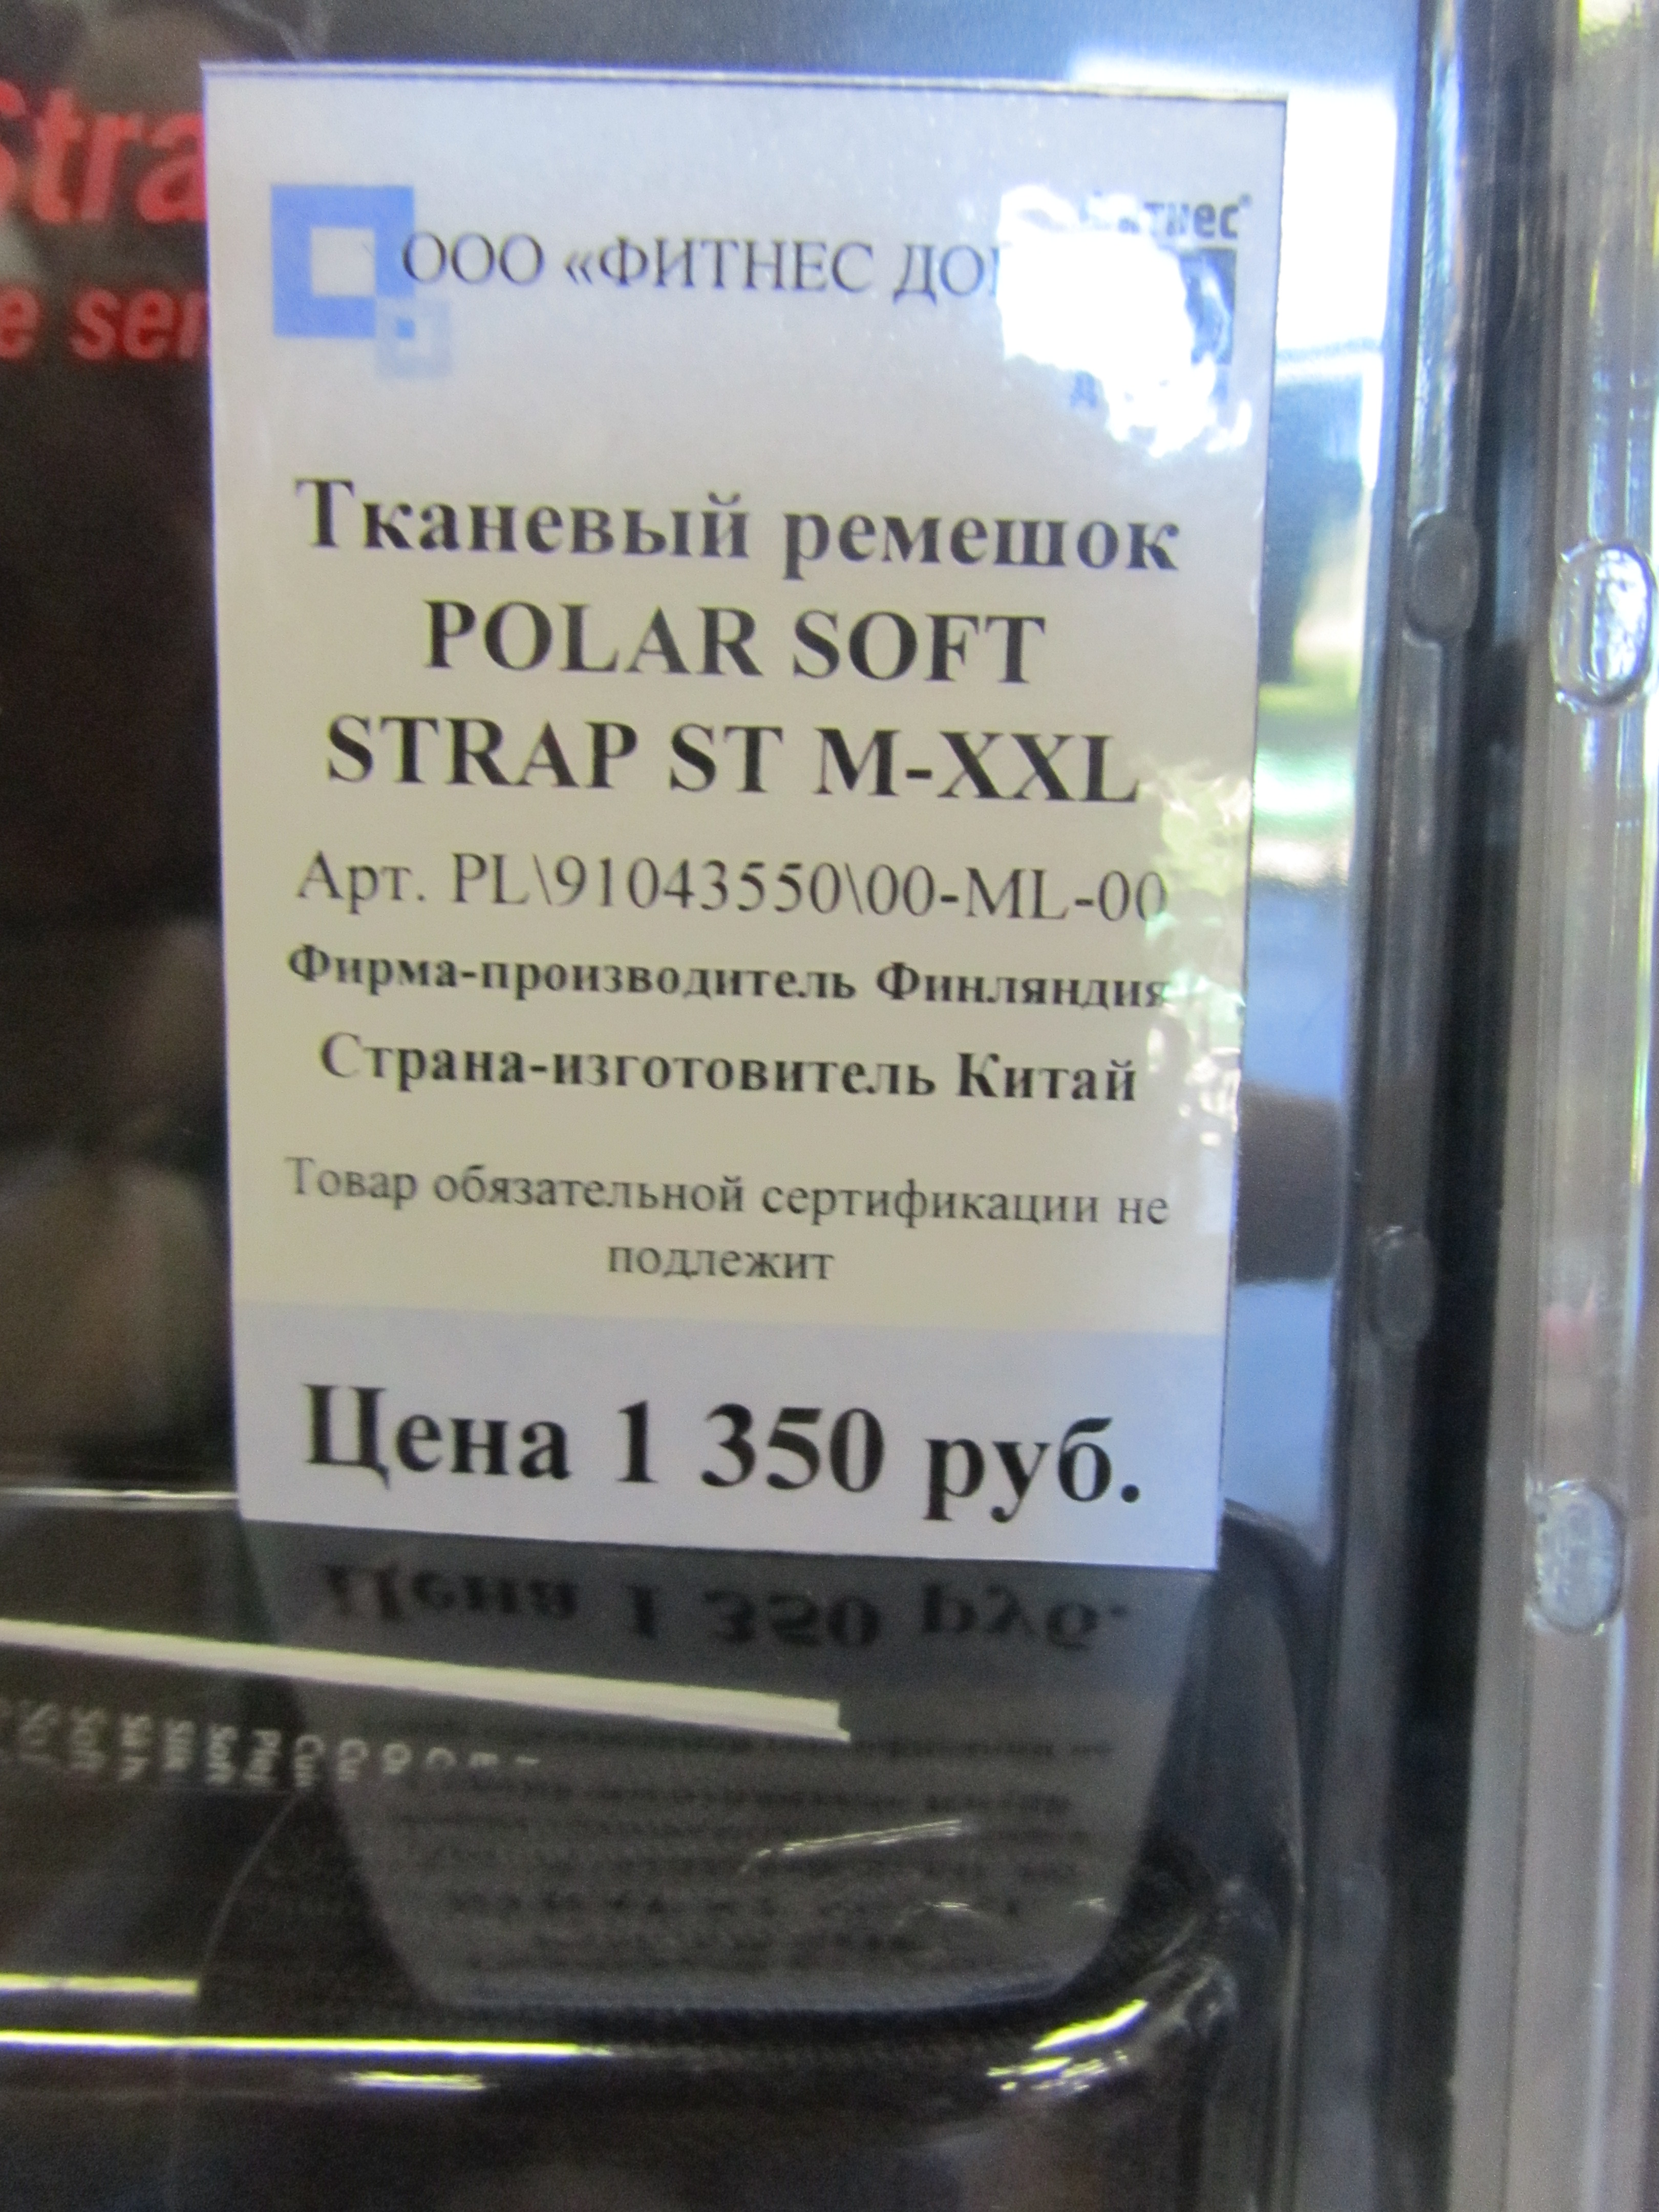 ООО «ФИТНЕС
Тканевый ремешок
POLAR SOFT
STRAP ST M-XXL
Арт. PL\91043550\00-ML-00
Фирма-производитель Финляндия
Страна-изготовитель Китай
Товар обязательной сертификации не
подлежит
Цена 1 350 руб.